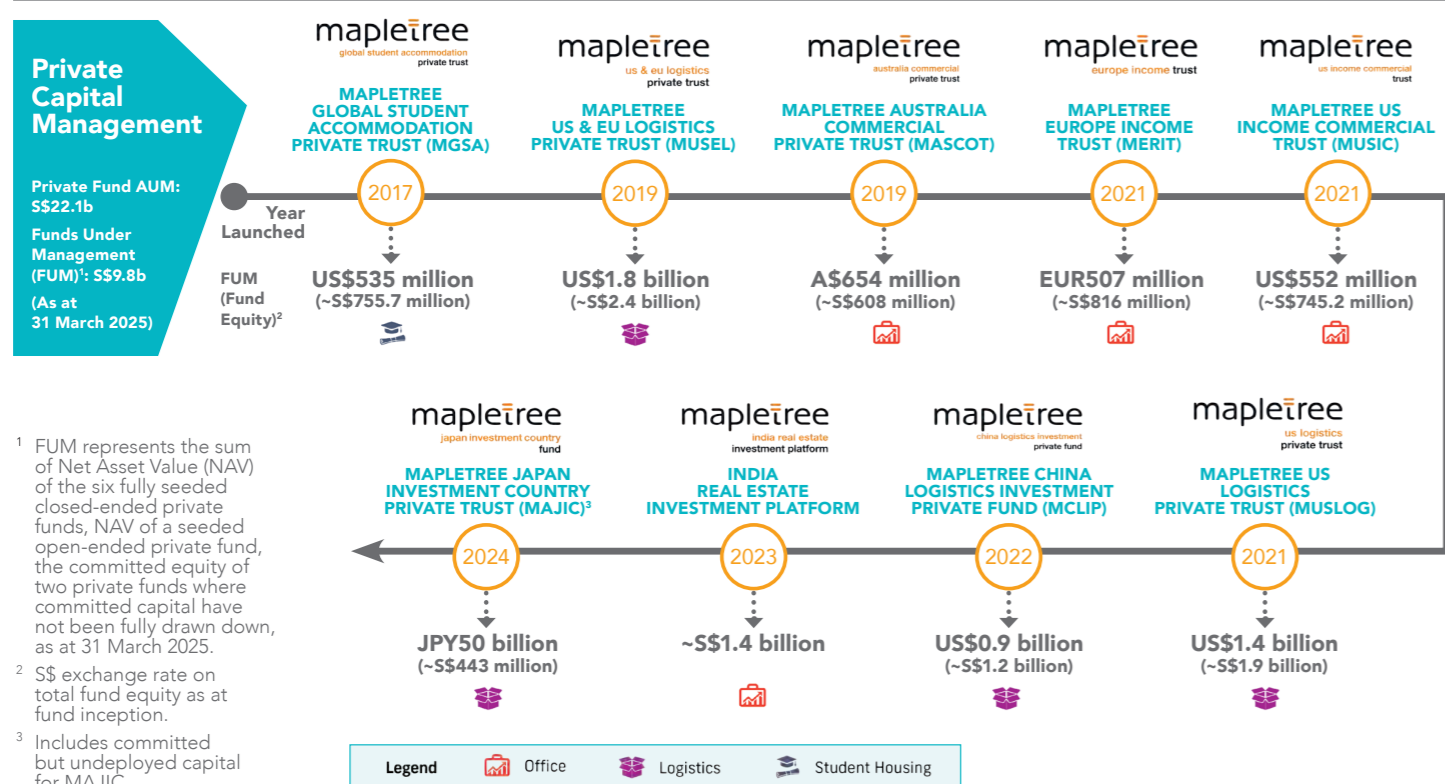 Private
Capital
Management
Private Fund AUM:
S$22.1b
Funds Under
Management
(FUM)¹: S$9.8b
(As at
31 March 2025)
mapletree
global student accommodation
private trust
MAPLETREE
GLOBAL STUDENT
ACCOMMODATION
PRIVATE TRUST (MGSA)
mapletree
us & eu logistics
private trust
MAPLETREE
US & EU LOGISTICS
PRIVATE TRUST (MUSEL)
mapletree
australia commercial
private trust
MAPLETREE AUSTRALIA
COMMERCIAL
PRIVATE TRUST (MASCOT)
mapletree
europe income trust
MAPLETREE
EUROPE INCOME
TRUST (MERIT)
mapletree
us income commercial
trust
MAPLETREE US
INCOME COMMERCIAL
TRUST (MUSIC)
Year
Launched
2017
2019
2019
2021
2021
FUM
(Fund
Equity)²
US$535 million
(~S$755.7 million)
US$1.8 billion
(~S$2.4 billion)
A$654 million
(~S$608 million)
EUR507 million
(~S$816 million)
US$552 million
(~S$745.2 million)
mapletree
japan investment country
fund
MAPLETREE JAPAN
INVESTMENT COUNTRY
PRIVATE TRUST (MAJIC)³
mapletree
india real estate
investment platform
INDIA
REAL ESTATE
INVESTMENT PLATFORM
mapletree
china logistics investment
private fund
MAPLETREE CHINA
LOGISTICS INVESTMENT
PRIVATE FUND (MCLIP)
mapletree
us logistics
private trust
MAPLETREE US
LOGISTICS
PRIVATE TRUST (MUSLOG)
2024
2023
2022
2021
JPY50 billion
(~S$443 million)
~S$1.4 billion
US$0.9 billion
(~S$1.2 billion)
US$1.4 billion
(~S$1.9 billion)
¹ FUM represents the sum
of Net Asset Value (NAV)
of the six fully seeded
closed-ended private
funds, NAV of a seeded
open-ended private fund,
the committed equity of
two private funds where
committed capital have
not been fully drawn down,
as at 31 March 2025.
² S$ exchange rate on
total fund equity as at
fund inception.
³ Includes committed
but undeployed capital
for MAJIC
Legend
Office
Logistics
Student Housing